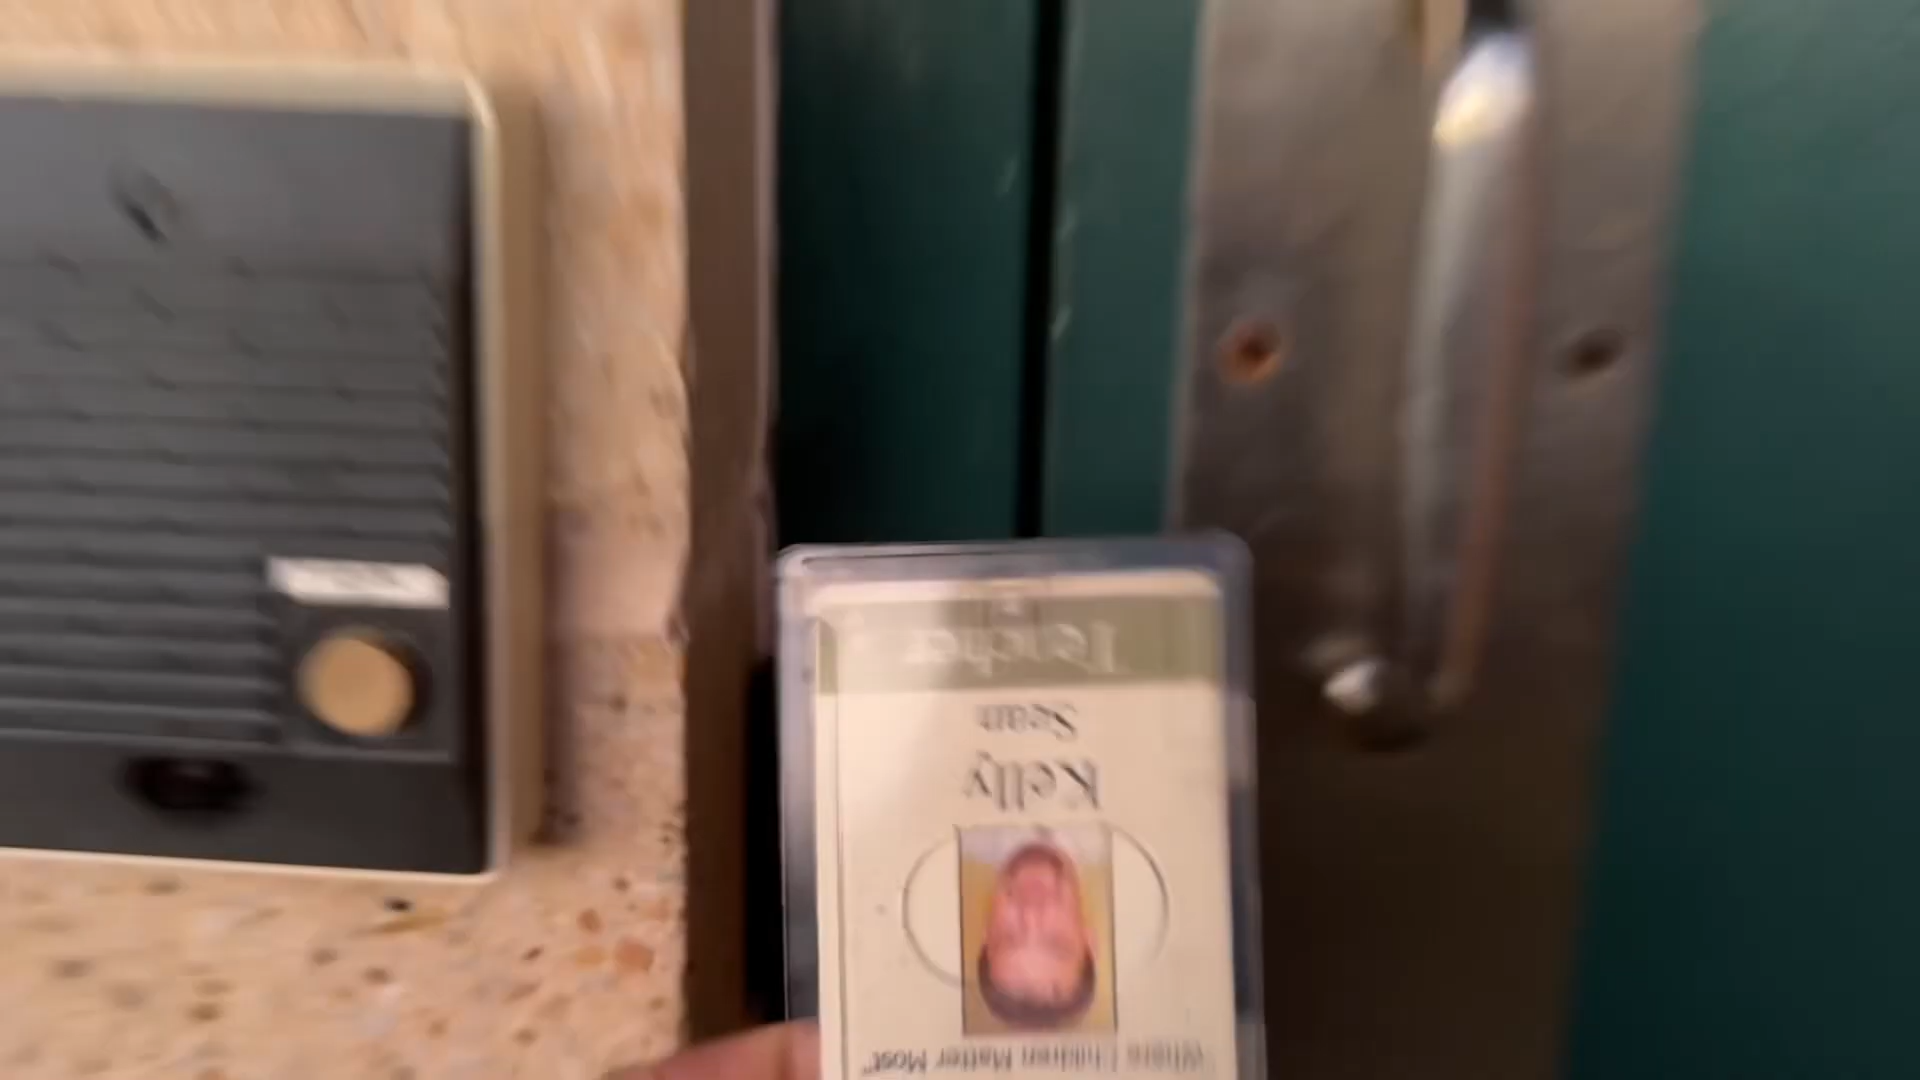 Teacher
Sean
Kelly
"Where Children Matter Most"